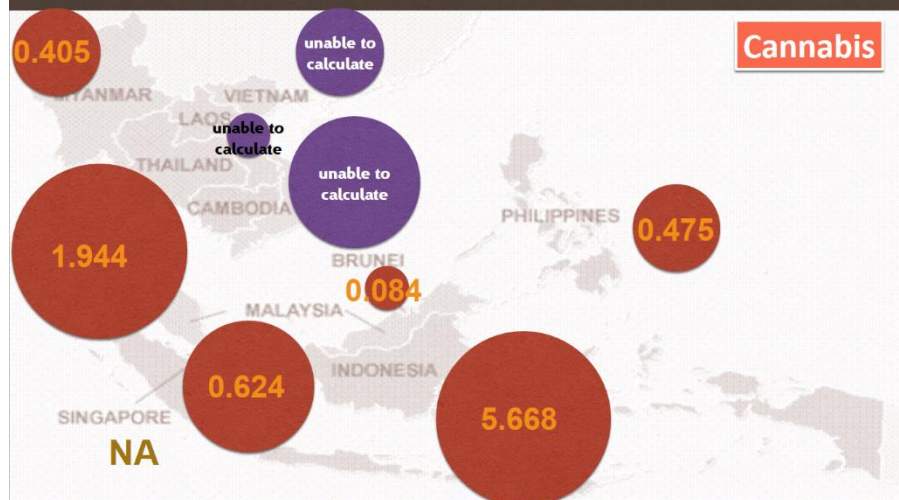 0.405
unable to
calculate
Cannabis
MYANMAR
VIETNAM
LAOS
unable to
calculate
THAILAND
unable to
calculate
CAMBODIA
PHILIPPINES
0.475
1.944
BRUNEI
0.084
MALAYSIA
INDONESIA
0.624
SINGAPORE
5.668
NA